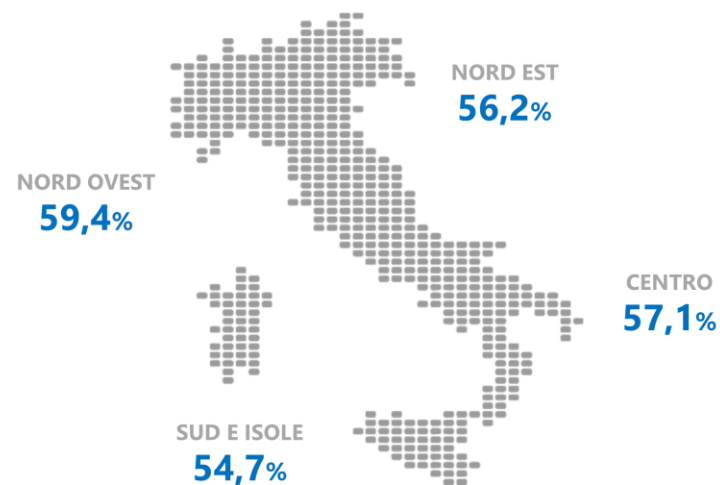 NORD EST
56,2%
NORD OVEST
59,4%
CENTRO
57,1%
SUD E ISOLE
54,7%